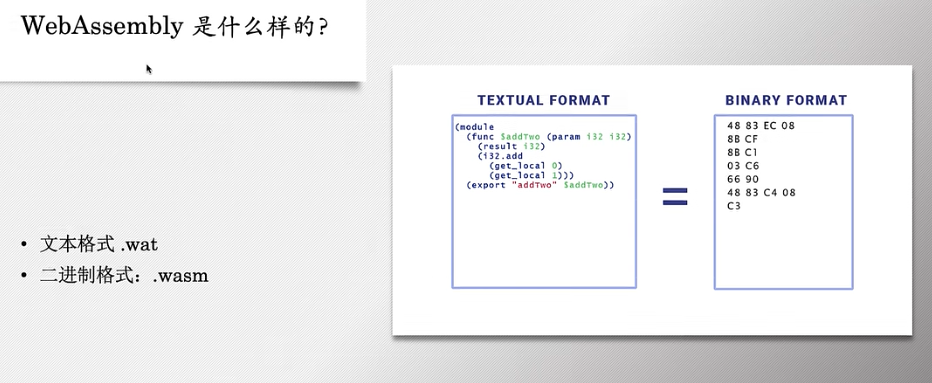 WebAssembly 是什么样的？
• 文本格式 .wat
• 二进制格式：.wasm
TEXTUAL FORMAT
(module
(func $addTwo (param i32 i32)
(result i32)
(i32.add
(get_local 0)
(get_local 1)))
(export "addTwo" $addTwo))
=
BINARY FORMAT
48 83 EC 08
8B CF
8B C1
03 C6
66 90
48 83 C4 08
C3